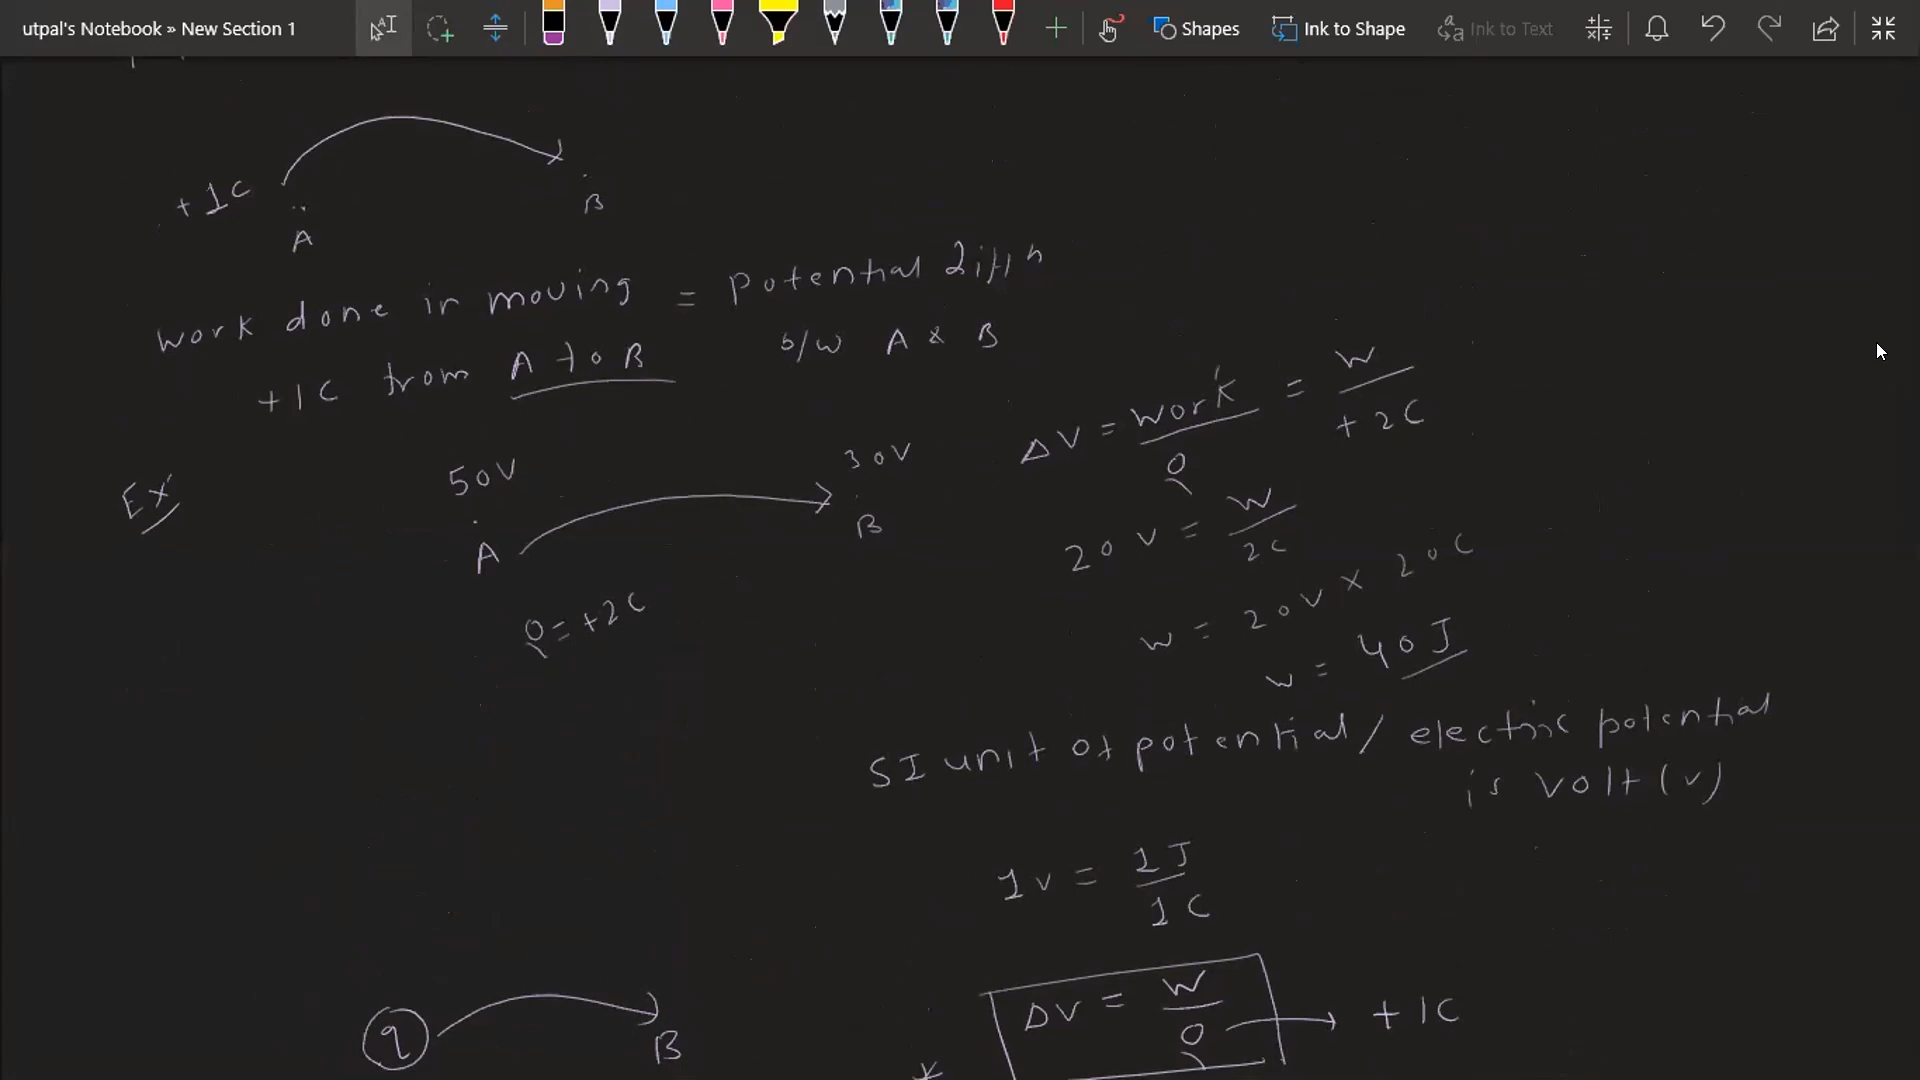 utpal's Notebook » New Section 1
Shapes
Ink to Shape
Ink to Text
+1C
A
B
work done in moving = potential
+1C from A to B
b/w A & B
Ex
50V
A
30V
B
Q = +2C
ΔV = Work / Q = W / +2C
20V = W / 2C
W = 20V × 20C
W = 40J
SI unit of potential / electric potential
is volt (v)
1V = 1J / 1C
q
B
ΔV = W / Q → +1C
*